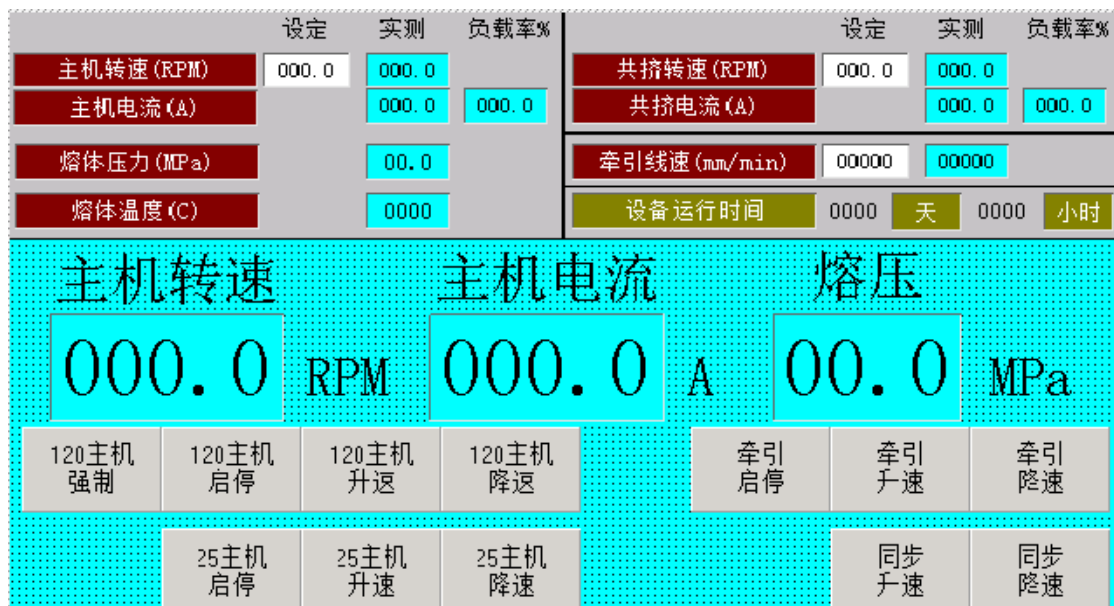 设定 实测 负载率% 设定 实测 负载率%
主机转速(RPM) 000.0 000.0 共挤转速(RPM) 000.0 000.0
主机电流(A) 000.0 000.0 共挤电流(A) 000.0 000.0
熔体压力(MPa) 00.0 牵引线速(mm/min) 00000 00000
熔体温度(C) 0000 设备运行时间 0000 天 0000 小时
主机转速 主机电流 熔压
000.0 RPM 000.0 A 00.0 MPa
120主机 120主机 120主机 120主机 牵引 牵引 牵引
强制 启停 升速 降速 启停 升速 降速
25主机 25主机 25主机 同步 同步
启停 升速 降速 升速 降速